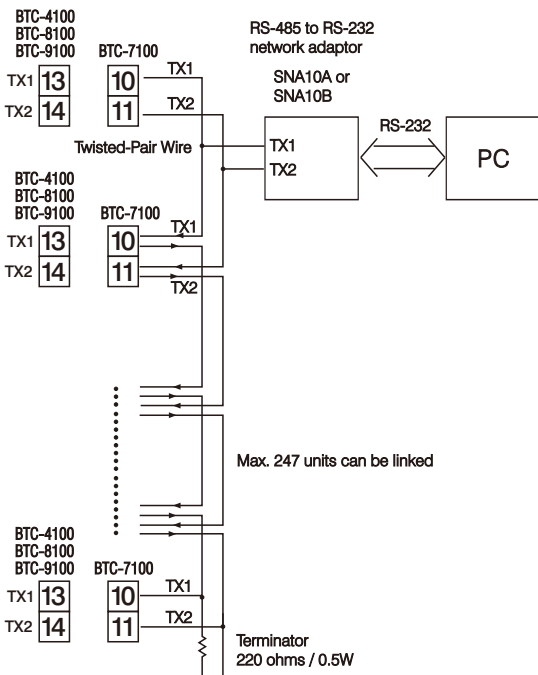 BTC-4100
BTC-8100
BTC-9100 BTC-7100
TX1 13 10 TX1
TX2 14 11 TX2
RS-485 to RS-232
network adaptor
SNA10A or
SNA10B
TX1
TX2
RS-232
PC
Twisted-Pair Wire
BTC-4100
BTC-8100
BTC-9100 BTC-7100
TX1 13 10 TX1
TX2 14 11 TX2
Max. 247 units can be linked
BTC-4100
BTC-8100
BTC-9100 BTC-7100
TX1 13 10 TX1
TX2 14 11 TX2
Terminator
220 ohms / 0.5W